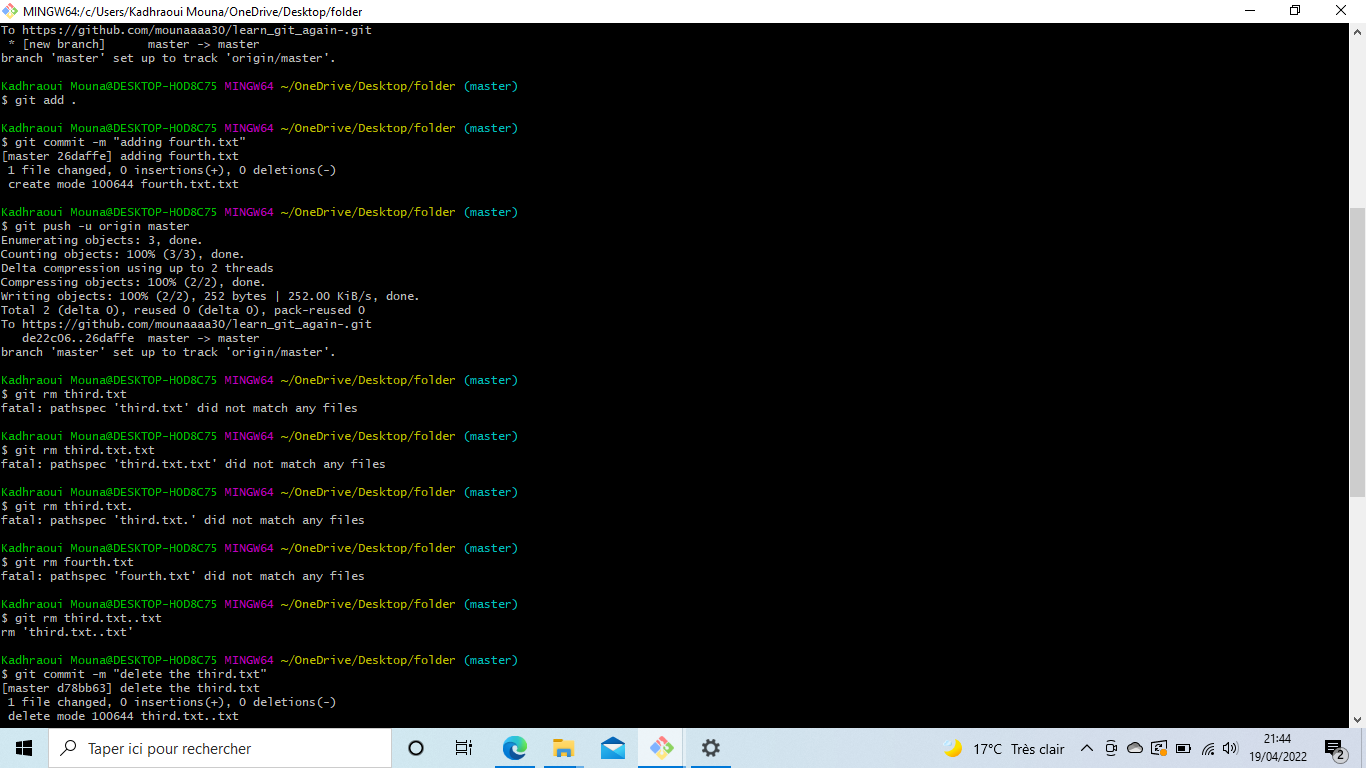 MINGW64:/c/Users/Kadhraoui Mouna/OneDrive/Desktop/folder
To https://github.com/mounaaaa30/learn_git_again-.git
 * [new branch]      master -> master
branch 'master' set up to track 'origin/master'.
Kadhraoui Mouna@DESKTOP-HOD8C75 MINGW64 ~/OneDrive/Desktop/folder (master)
$ git add .
Kadhraoui Mouna@DESKTOP-HOD8C75 MINGW64 ~/OneDrive/Desktop/folder (master)
$ git commit -m "adding fourth.txt"
[master 26daffe] adding fourth.txt
 1 file changed, 0 insertions(+), 0 deletions(-)
 create mode 100644 fourth.txt.txt
Kadhraoui Mouna@DESKTOP-HOD8C75 MINGW64 ~/OneDrive/Desktop/folder (master)
$ git push -u origin master
Enumerating objects: 3, done.
Counting objects: 100% (3/3), done.
Delta compression using up to 2 threads
Compressing objects: 100% (2/2), done.
Writing objects: 100% (2/2), 252 bytes | 252.00 KiB/s, done.
Total 2 (delta 0), reused 0 (delta 0), pack-reused 0
To https://github.com/mounaaaa30/learn_git_again-.git
   de22c06..26daffe  master -> master
branch 'master' set up to track 'origin/master'.
Kadhraoui Mouna@DESKTOP-HOD8C75 MINGW64 ~/OneDrive/Desktop/folder (master)
$ git rm third.txt
fatal: pathspec 'third.txt' did not match any files
Kadhraoui Mouna@DESKTOP-HOD8C75 MINGW64 ~/OneDrive/Desktop/folder (master)
$ git rm third.txt.txt
fatal: pathspec 'third.txt.txt' did not match any files
Kadhraoui Mouna@DESKTOP-HOD8C75 MINGW64 ~/OneDrive/Desktop/folder (master)
$ git rm third.txt.
fatal: pathspec 'third.txt.' did not match any files
Kadhraoui Mouna@DESKTOP-HOD8C75 MINGW64 ~/OneDrive/Desktop/folder (master)
$ git rm fourth.txt
fatal: pathspec 'fourth.txt' did not match any files
Kadhraoui Mouna@DESKTOP-HOD8C75 MINGW64 ~/OneDrive/Desktop/folder (master)
$ git rm third.txt..txt
rm 'third.txt..txt'
Kadhraoui Mouna@DESKTOP-HOD8C75 MINGW64 ~/OneDrive/Desktop/folder (master)
$ git commit -m "delete the third.txt"
[master d78bb63] delete the third.txt
 1 file changed, 0 insertions(+), 0 deletions(-)
 delete mode 100644 third.txt..txt
Taper ici pour rechercher
17°C Très clair
21:44
19/04/2022
2